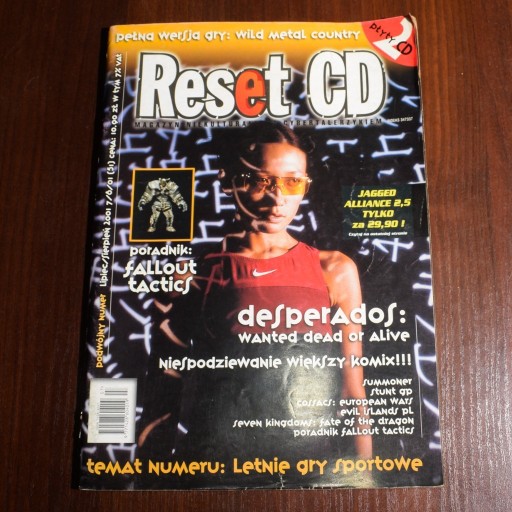 pełna wersja gry: wild metal country
2
płyty CD
Reset CD
podwójny numer lipiec/sierpień 2001 7/8/01 (51) cena: 10,00 zł w tym 7% vat
JAGGED
ALLIANCE 2,5
TYLKO
za 29,90 !
poradnik:
fallout
tactics
desperados:
wanted dead or alive
niespodziewanie większy komix!!!
summoner
stunt gp
cossacs: european wars
evil islands pl
seven kingdoms: fate of the dragon
poradnik fallout tactics
temat numeru: Letnie gry sportowe